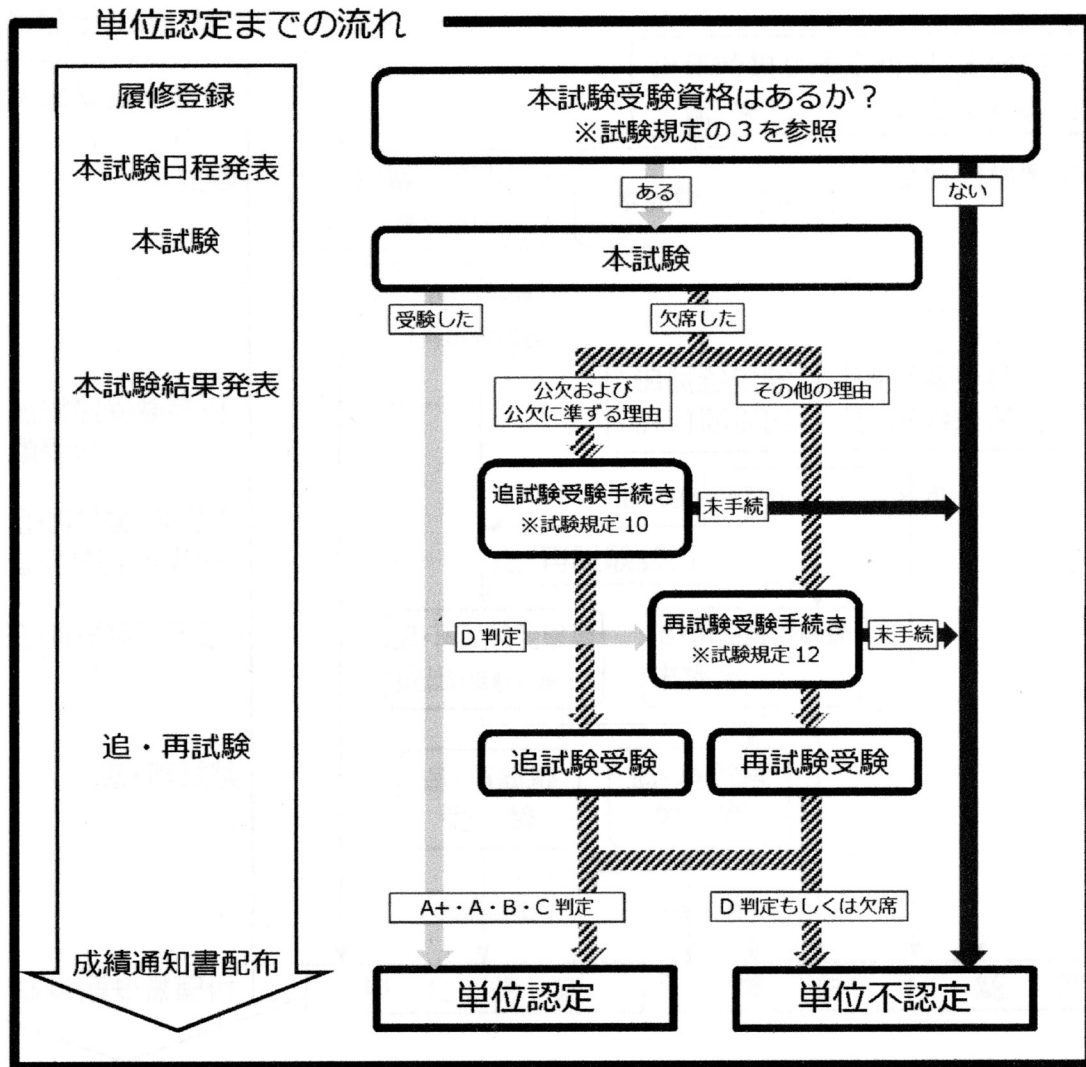 単位認定までの流れ
履修登録
本試験日程発表
本試験
本試験結果発表
追・再試験
成績通知書配布
本試験受験資格はあるか？
※試験規定の3を参照
ある
ない
本試験
受験した
欠席した
公欠および
公欠に準ずる理由
その他の理由
追試験受験手続き
※試験規定 10
未手続
D 判定
再試験受験手続き
※試験規定 12
未手続
追試験受験
再試験受験
A+・A・B・C 判定
D 判定もしくは欠席
単位認定
単位不認定